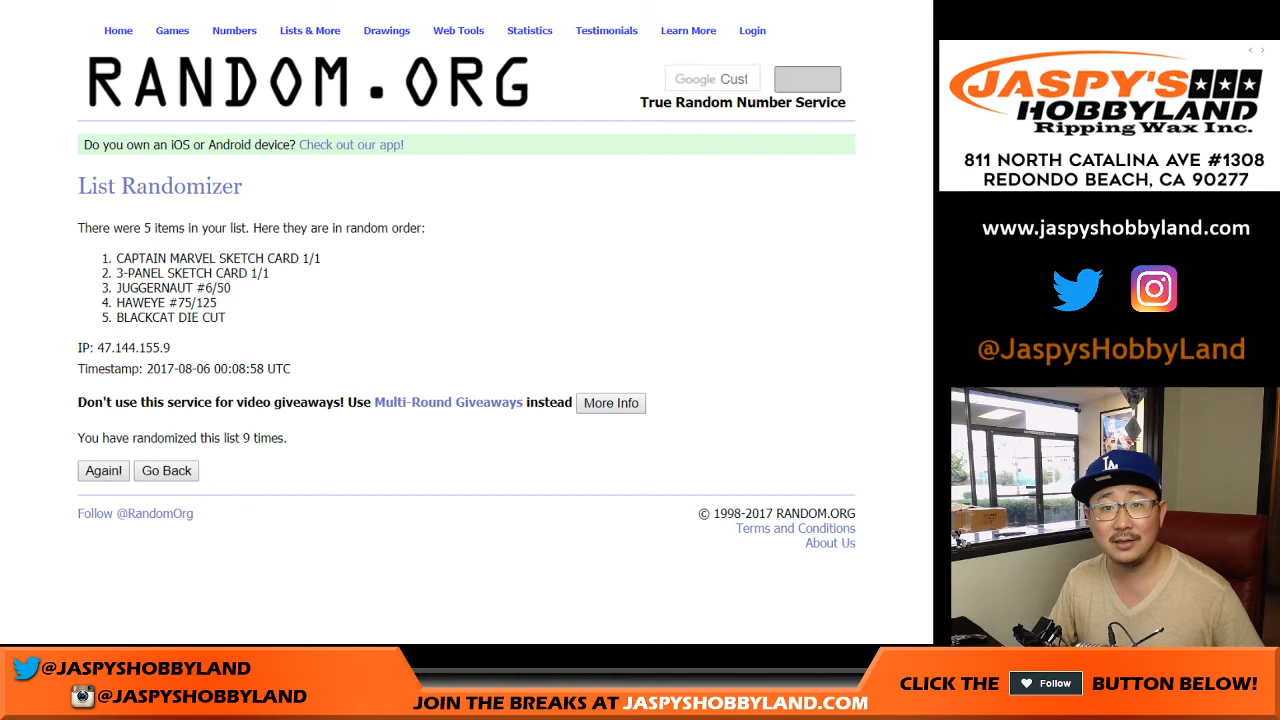 Home Games Numbers Lists & More Drawings Web Tools Statistics Testimonials Learn More Login
RANDOM.ORG
Google Cust
True Random Number Service
Do you own an iOS or Android device? Check out our app!
List Randomizer
There were 5 items in your list. Here they are in random order:
1. CAPTAIN MARVEL SKETCH CARD 1/1
2. 3-PANEL SKETCH CARD 1/1
3. JUGGERNAUT #6/50
4. HAWEYE #75/125
5. BLACKCAT DIE CUT
IP: 47.144.155.9
Timestamp: 2017-08-06 00:08:58 UTC
Don't use this service for video giveaways! Use Multi-Round Giveaways instead More Info
You have randomized this list 9 times.
Again! Go Back
Follow @RandomOrg
© 1998-2017 RANDOM.ORG
Terms and Conditions
About Us
JASPY'S
HOBBYLAND
Ripping Wax Inc.
811 NORTH CATALINA AVE #1308
REDONDO BEACH, CA 90277
www.jaspyshobbyland.com
@JaspysHobbyLand
LA
@JASPYSHOBBYLAND
@JASPYSHOBBYLAND
JOIN THE BREAKS AT JASPYSHOBBYLAND.COM
CLICK THE Follow BUTTON BELOW!